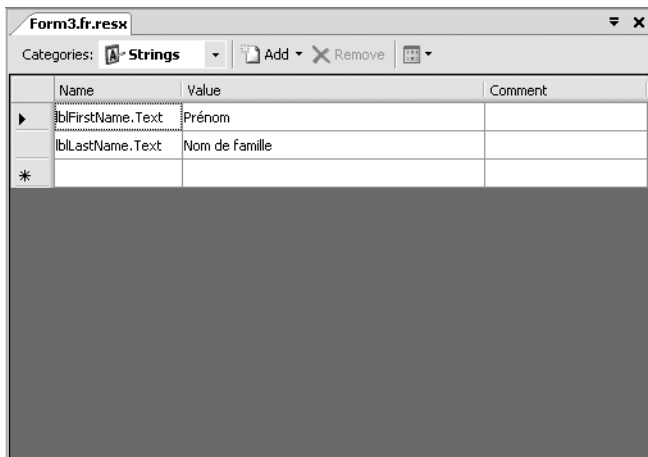 Form3.fr.resx
Categories: Strings Add Remove
Name Value Comment
lblFirstName.Text Prénom
lblLastName.Text Nom de famille